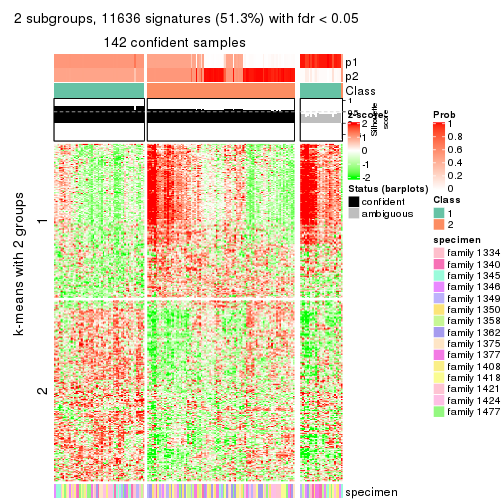 2 subgroups, 11636 signatures (51.3%) with fdr < 0.05
142 confident samples
p1
p2
Class
1
Silhouette
score
k-means with 2 groups
1
2
specimen
z-score
2
1
0
-1
-2
Status (barplots)
confident
ambiguous
Prob
1
0.8
0.6
0.4
0.2
0
Class
1
2
specimen
family 1334
family 1340
family 1345
family 1346
family 1349
family 1350
family 1358
family 1362
family 1375
family 1377
family 1408
family 1418
family 1421
family 1424
family 1477